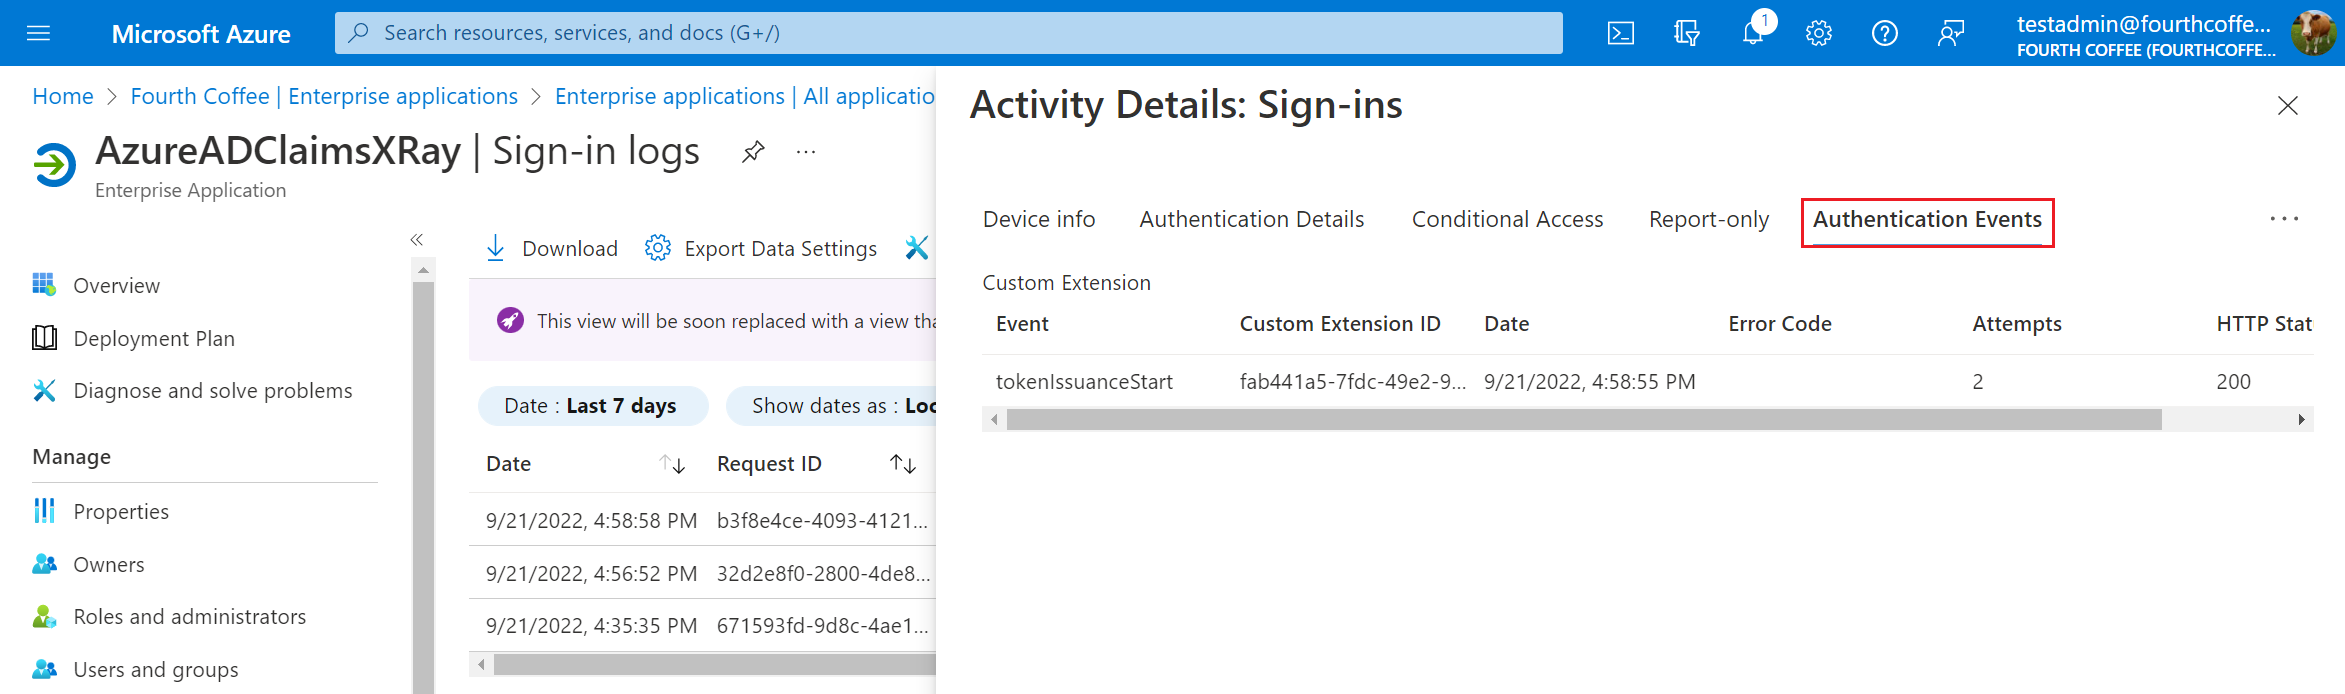 Microsoft Azure
Search resources, services, and docs (G+/)
1
testadmin@fourthcoffe...
FOURTH COFFEE (FOURTHCOFFE...
Home > Fourth Coffee | Enterprise applications > Enterprise applications | All applicatio
AzureADClaimsXRay | Sign-in logs
Enterprise Application
Overview
Deployment Plan
Diagnose and solve problems
Manage
Properties
Owners
Roles and administrators
Users and groups
Download
Export Data Settings
This view will be soon replaced with a view tha
Date : Last 7 days
Show dates as : Loc
Date Request ID
9/21/2022, 4:58:58 PM b3f8e4ce-4093-4121...
9/21/2022, 4:56:52 PM 32d2e8f0-2800-4de8...
9/21/2022, 4:35:35 PM 671593fd-9d8c-4ae1...
Activity Details: Sign-ins
Device info Authentication Details Conditional Access Report-only Authentication Events
Custom Extension
Event Custom Extension ID Date Error Code Attempts HTTP Stat
tokenIssuanceStart fab441a5-7fdc-49e2-9... 9/21/2022, 4:58:55 PM 2 200